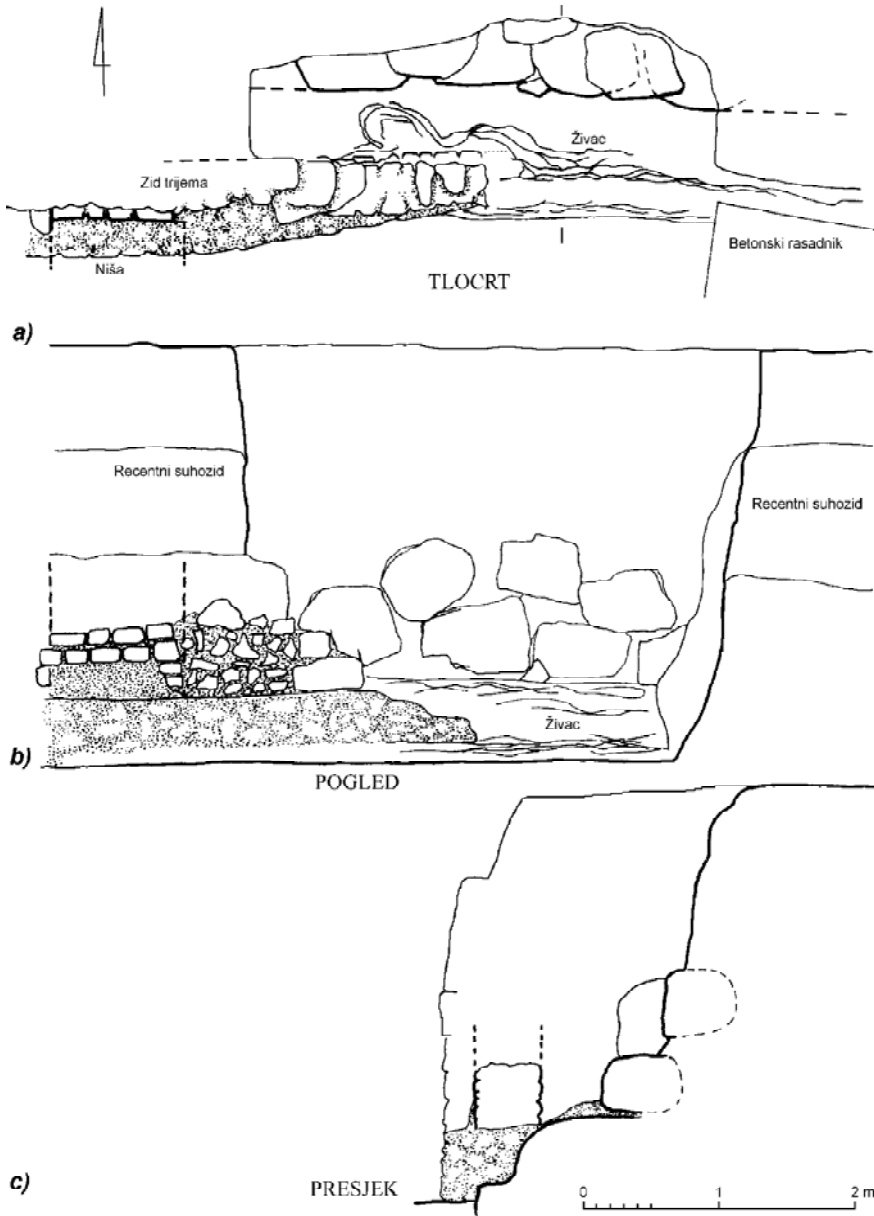 Živac
Zid trijema
Niša
Betonski rasadnik
TLOCRT
a)
Recentni suhozid
Recentni suhozid
Živac
b)
POGLED
c)
PRESJEK
0 1 2 m